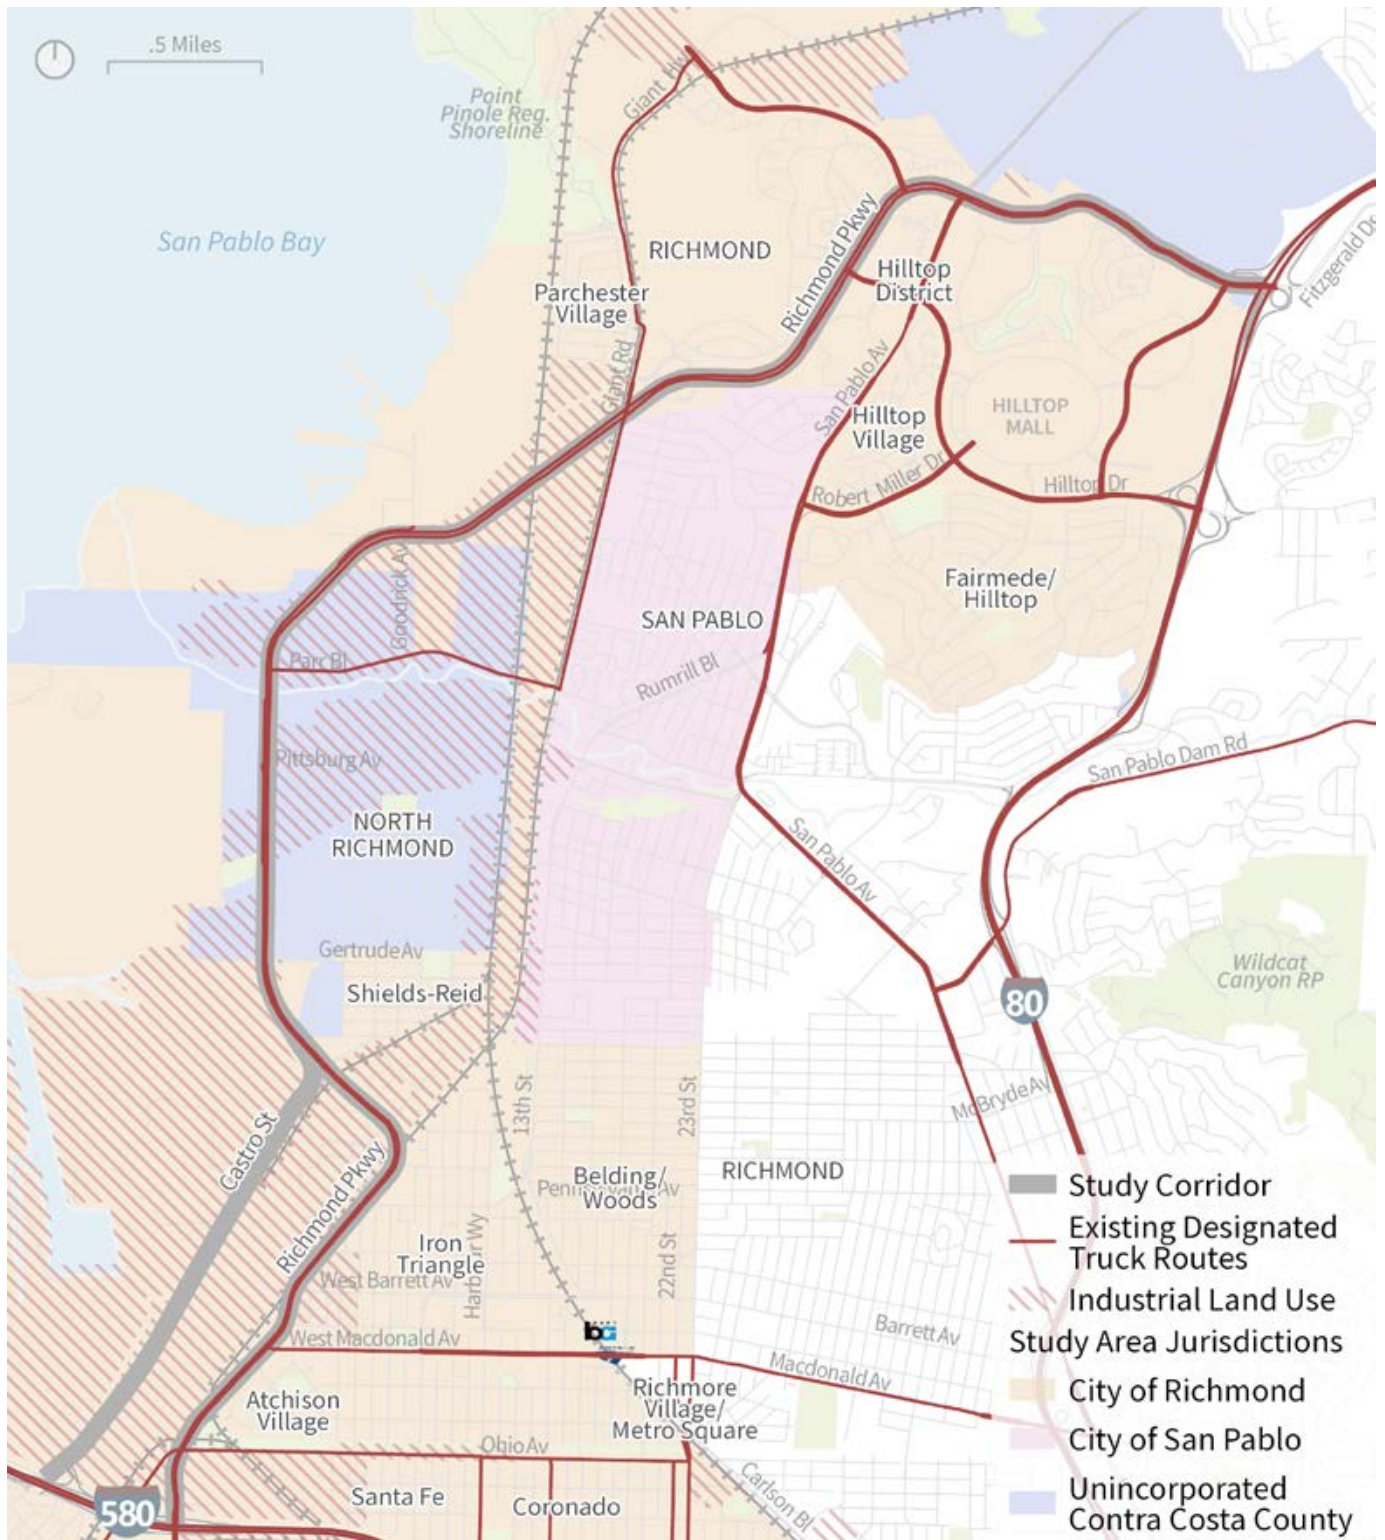 .5 Miles
Point
Pinole Reg.
Shoreline
Giant Hwy
San Pablo Bay
RICHMOND
Richmond Pkwy
Hilltop
District
Fitzgerald Dr
Parchester
Village
Giant Rd
San Pablo Av
Hilltop
Village
HILLTOP
MALL
Robert Miller Dr
Hilltop Dr
Goodrick Av
Fairmede/
Hilltop
SAN PABLO
Parc Bl
Rumrill Bl
Pittsburg Av
San Pablo Dam Rd
NORTH
RICHMOND
San Pablo Av
Gertrude Av
Shields-Reid
Wildcat
Canyon RP
80
13th St
23rd St
McBryde Av
Castro St
Richmond Pkwy
Belding/
Woods
RICHMOND
Iron
Triangle
Harbour Wy
22nd St
West Barrett Av
West Macdonald Av
Barrett Av
Macdonald Av
Atchison
Village
Richmore
Village/
Metro Square
Ohio Av
Carlson Bl
Santa Fe
Coronado
580
Study Corridor
Existing Designated
Truck Routes
Industrial Land Use
Study Area Jurisdictions
City of Richmond
City of San Pablo
Unincorporated
Contra Costa County